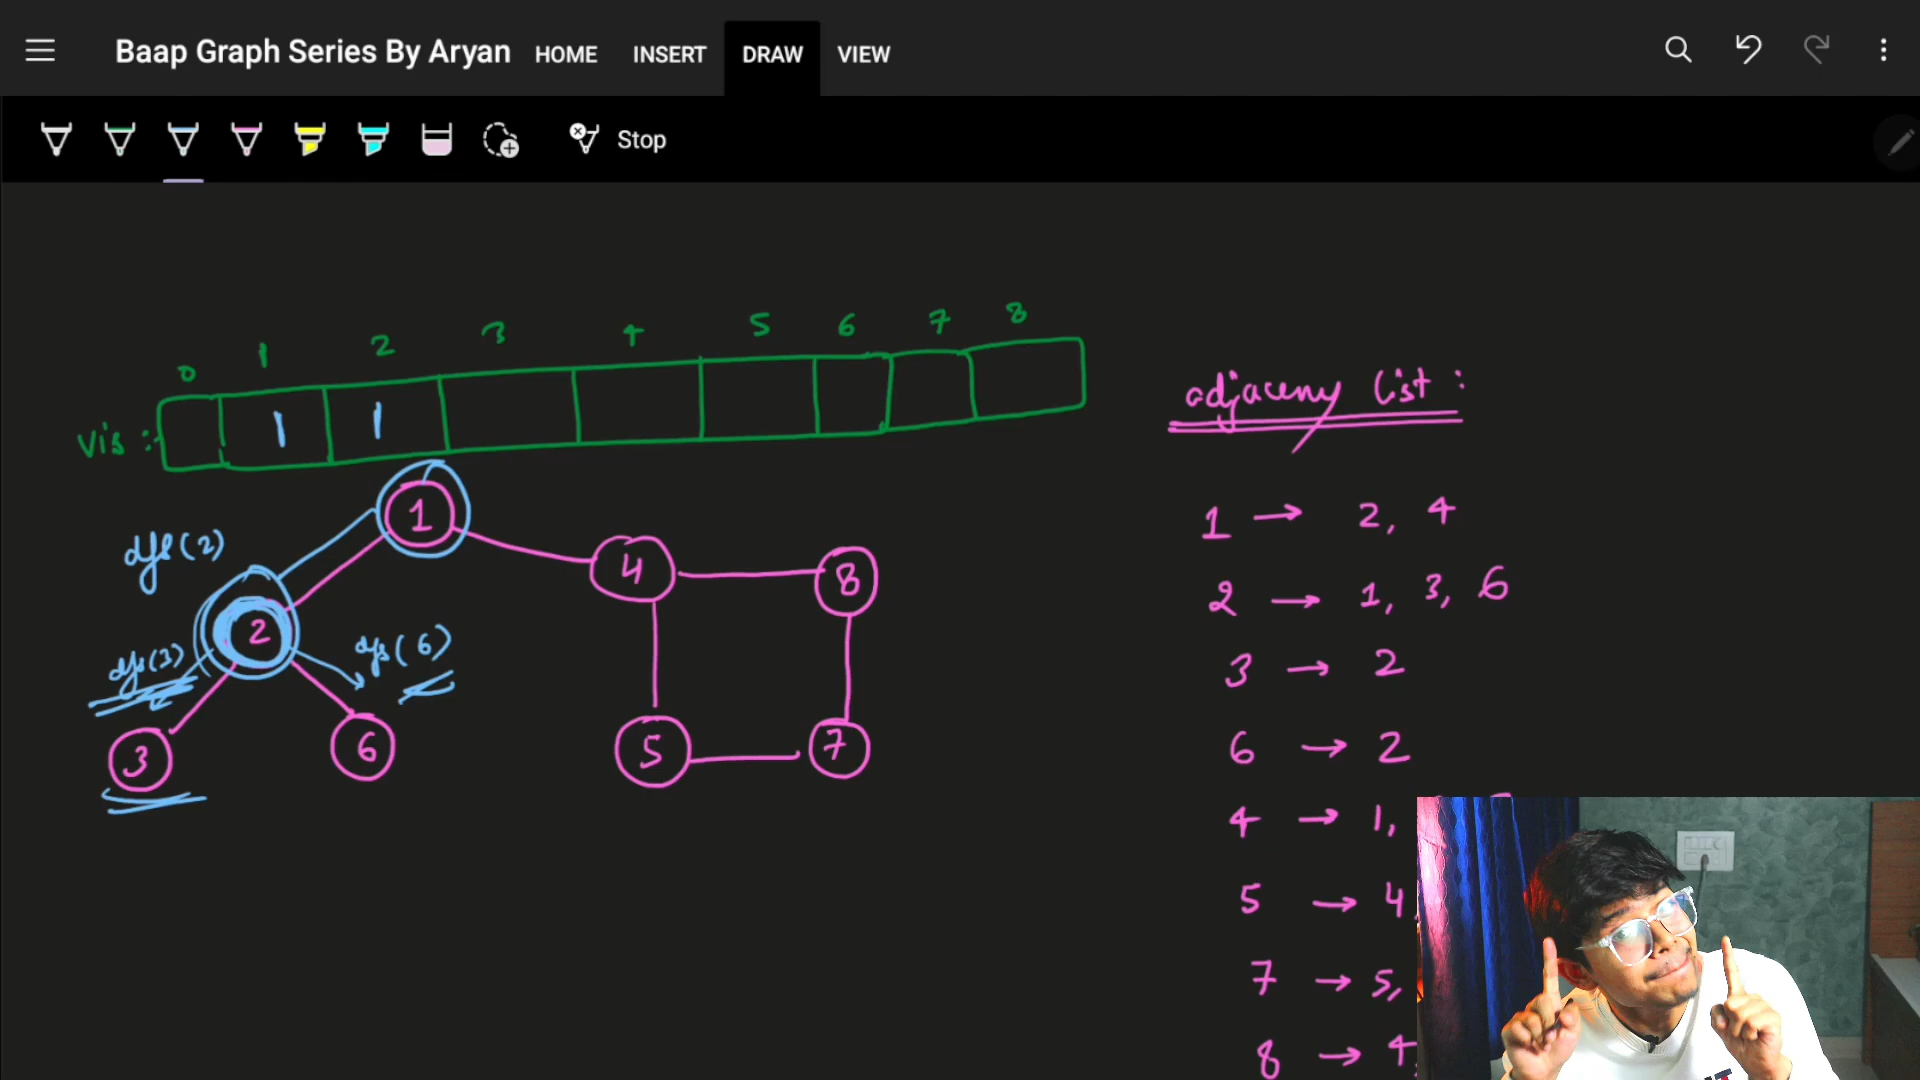 Baap Graph Series By Aryan HOME INSERT DRAW VIEW
Stop
0 1 2 3 4 5 6 7 8
Vis : 1 1
adjaceny list :
1 → 2, 4
2 → 1, 3, 6
3 → 2
6 → 2
4 → 1,
5 → 4,
7 → 5,
8 → 4,
dfs(2)
dfs(3)
dfs(6)
1
2
3
6
4
8
5
7